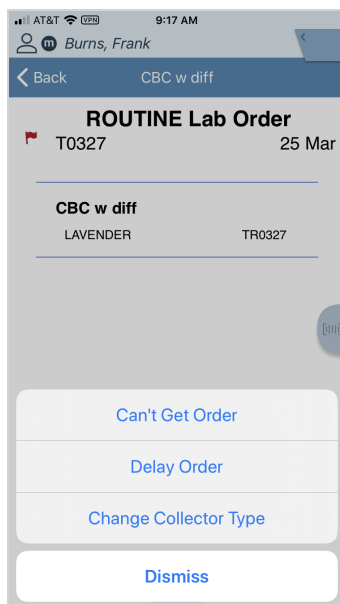 AT&T VPN 9:17 AM
m Burns, Frank
Back CBC w diff
ROUTINE Lab Order
T0327 25 Mar
CBC w diff
LAVENDER TR0327
Can't Get Order
Delay Order
Change Collector Type
Dismiss